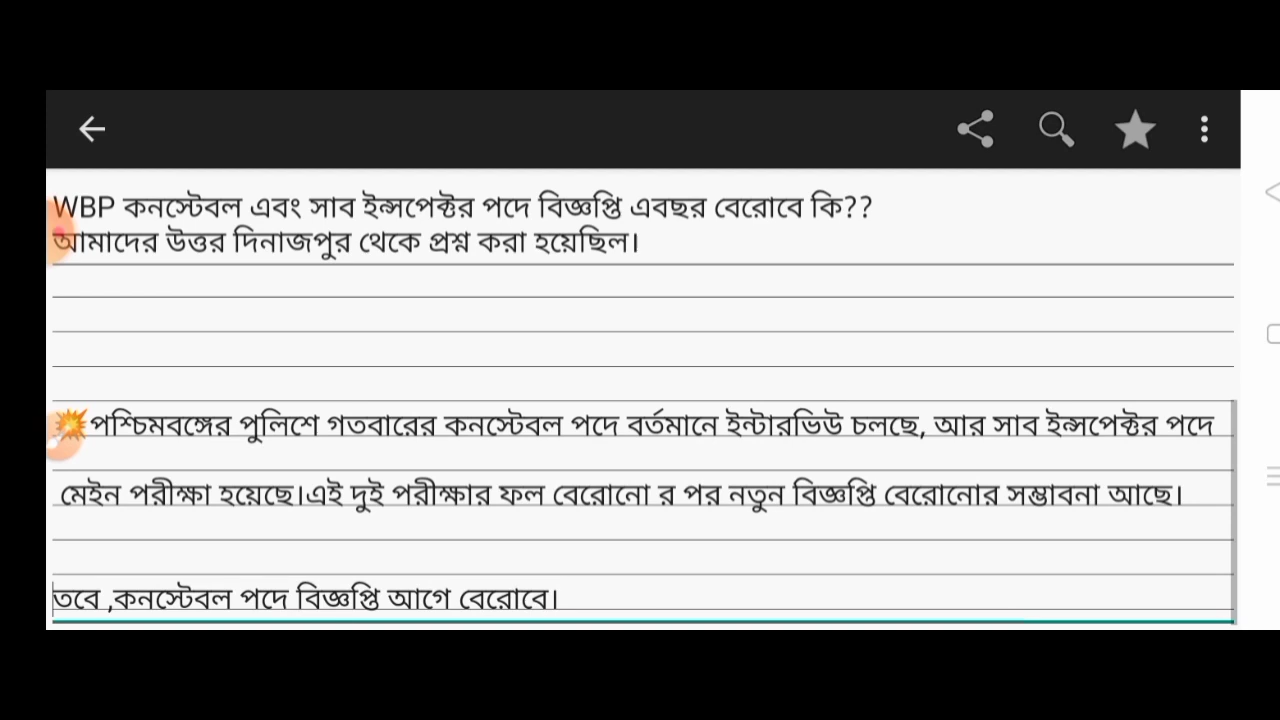 WBP কনস্টেবল এবং সাব ইন্সপেক্টর পদে বিজ্ঞপ্তি এবছর বেরোবে কি??
আমাদের উত্তর দিনাজপুর থেকে প্রশ্ন করা হয়েছিল।
💥পশ্চিমবঙ্গের পুলিশে গতবারের কনস্টেবল পদে বর্তমানে ইন্টারভিউ চলছে, আর সাব ইন্সপেক্টর পদে
মেইন পরীক্ষা হয়েছে।এই দুই পরীক্ষার ফল বেরোনো র পর নতুন বিজ্ঞপ্তি বেরোনোর সম্ভাবনা আছে।
তবে ,কনস্টেবল পদে বিজ্ঞপ্তি আগে বেরোবে।